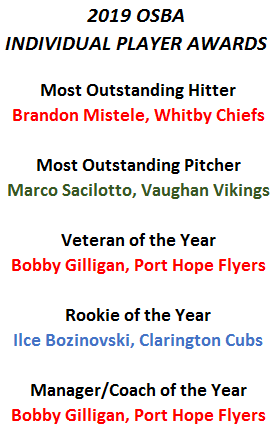 2019 OSBA
INDIVIDUAL PLAYER AWARDS
Most Outstanding Hitter
Brandon Mistele, Whitby Chiefs
Most Outstanding Pitcher
Marco Sacilotto, Vaughan Vikings
Veteran of the Year
Bobby Gilligan, Port Hope Flyers
Rookie of the Year
Ilce Bozinovski, Clarington Cubs
Manager/Coach of the Year
Bobby Gilligan, Port Hope Flyers